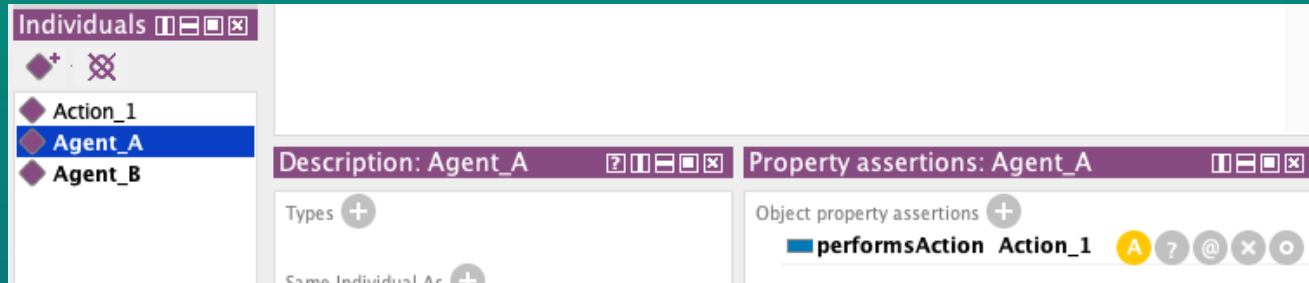 Individuals
Action_1
Agent_A
Agent_B
Description: Agent_A
Types
Same Individual As
Property assertions: Agent_A
Object property assertions
performsAction Action_1 A ? @ X O